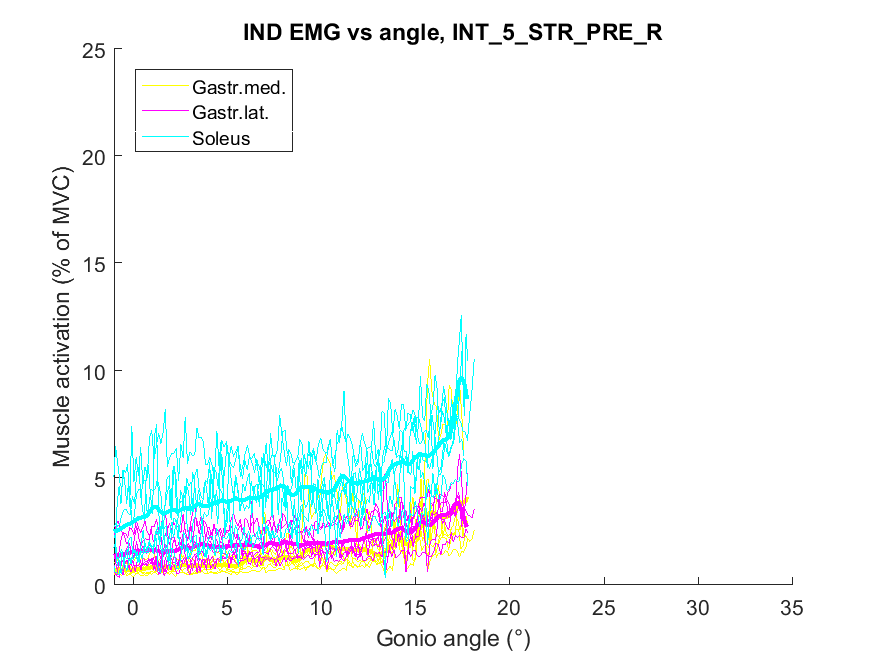 IND EMG vs angle, INT_5_STR_PRE_R
25
20
15
10
5
0
Muscle activation (% of MVC)
Gastr.med.
Gastr.lat.
Soleus
0 5 10 15 20 25 30 35
Gonio angle (°)